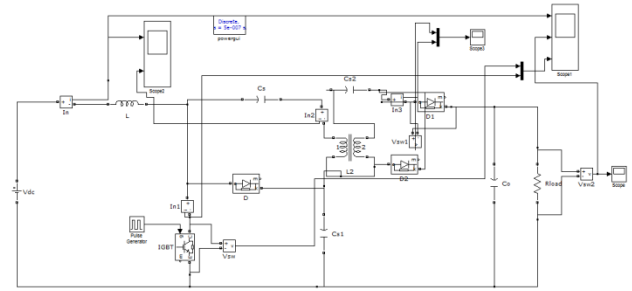 Discrete,
s = 5e-007
powergui
Scope2
Scope3
Scope1
In
L
Cs
Cs2
In2
In3
D1
Vsw1
1
2
L2
D2
D
Vdc
In1
Pulse
Generator
IGBT
Vsw
Cs1
Co
Rload
Vsw2
Scope